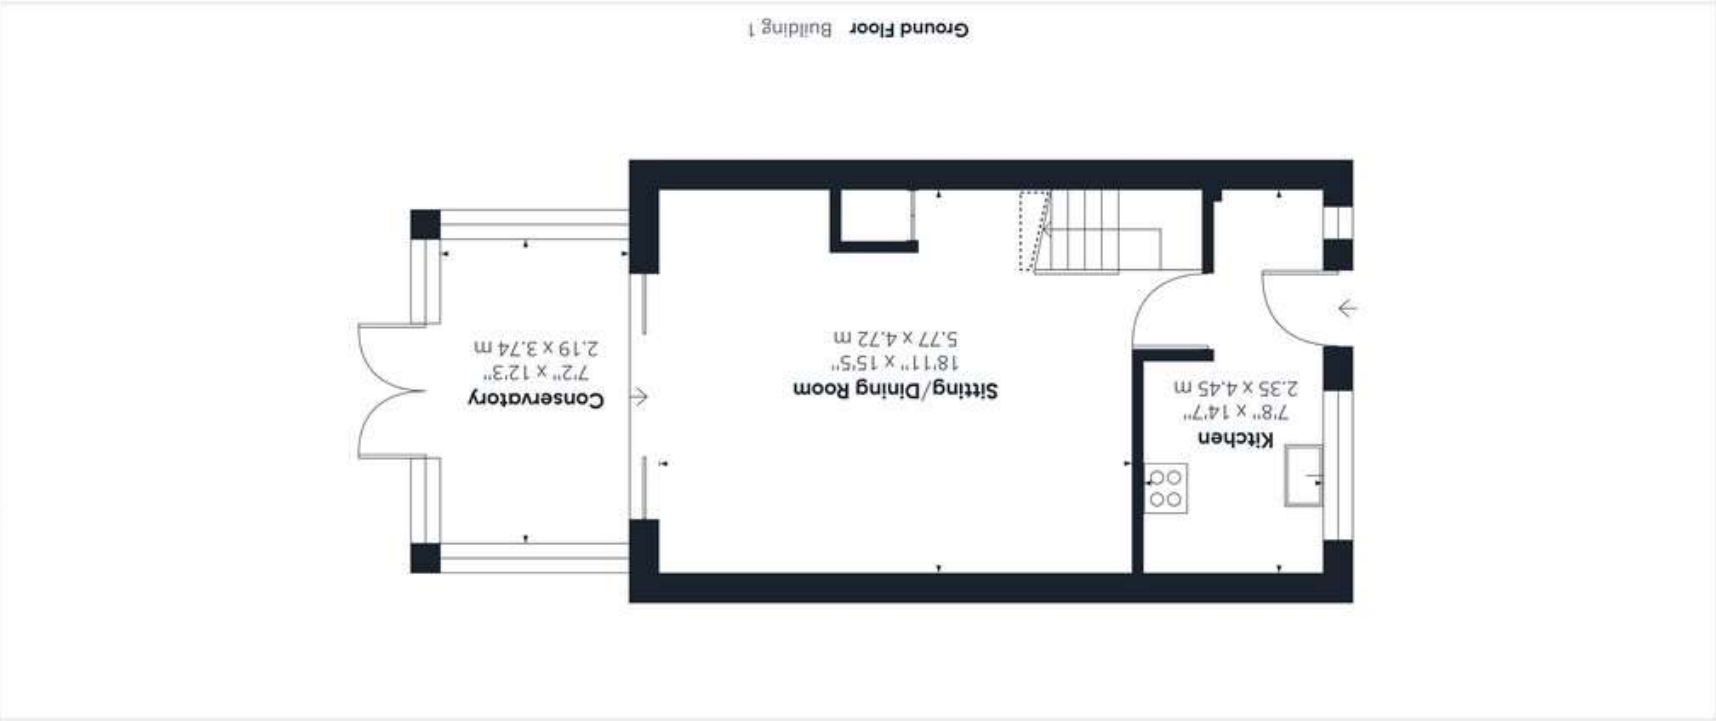 Kitchen
7'8" x 14'7"
2.35 x 4.45 m
Sitting/Dining Room
18'11" x 15'5"
5.77 x 4.72 m
Conservatory
7'2" x 12'3"
2.19 x 3.74 m
Ground Floor Building 1